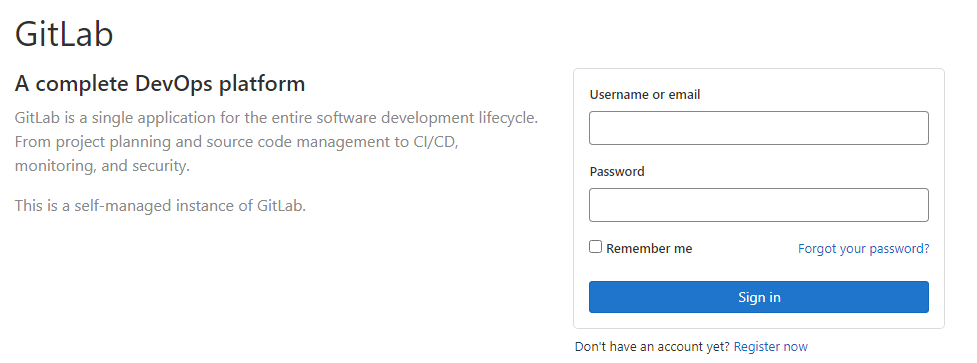 GitLab
A complete DevOps platform
GitLab is a single application for the entire software development lifecycle.
From project planning and source code management to CI/CD,
monitoring, and security.
This is a self-managed instance of GitLab.
Username or email
Password
Remember me Forgot your password?
Sign in
Don't have an account yet? Register now